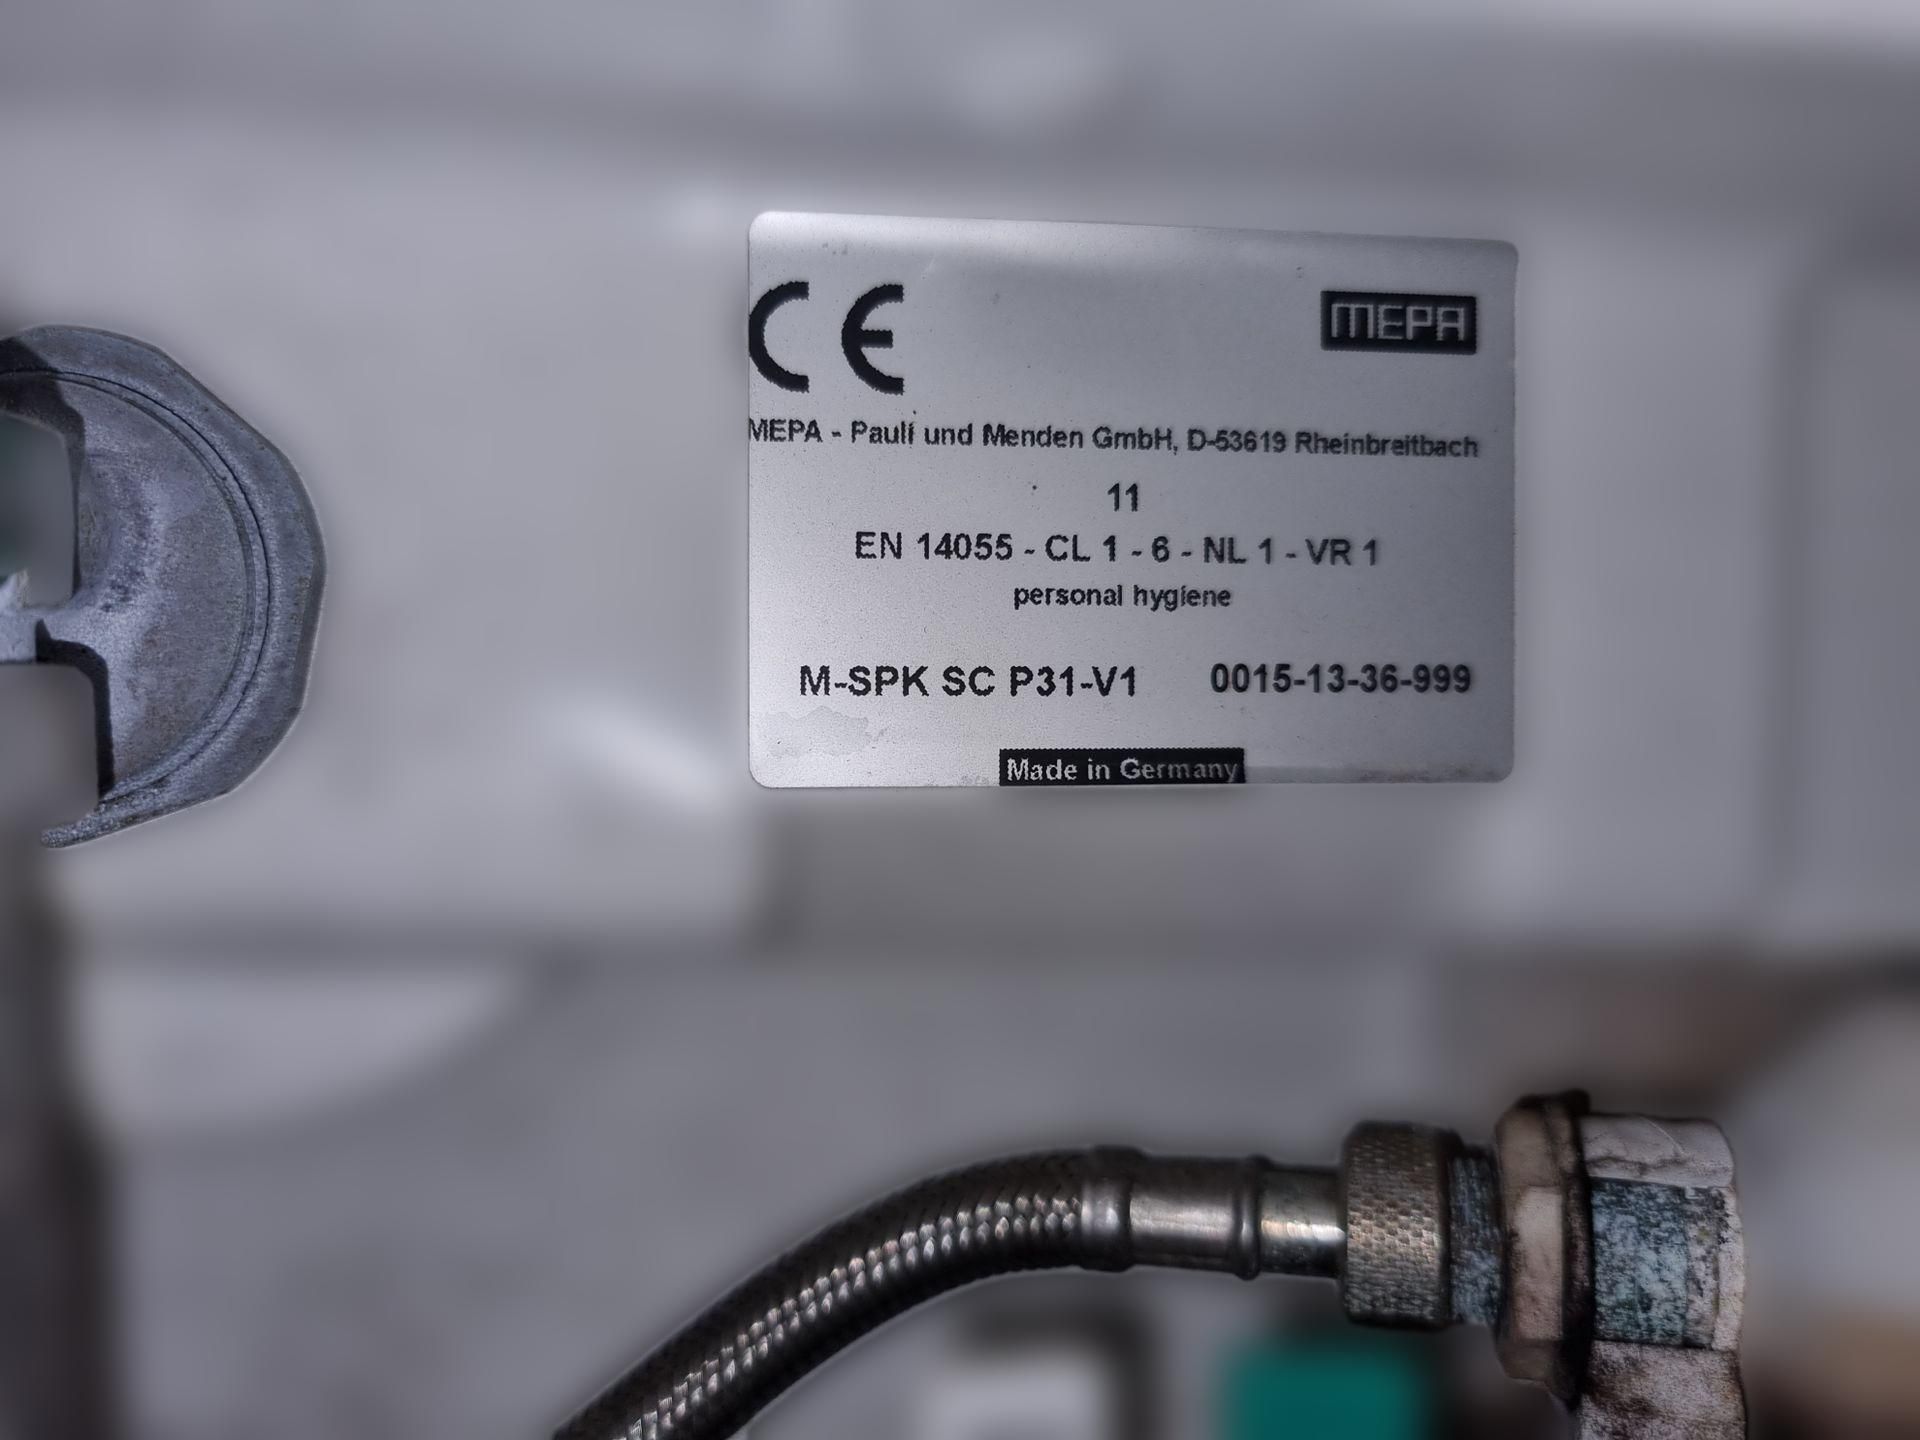 CE MEPA
MEPA - Pauli und Menden GmbH, D-53619 Rheinbreitbach
11
EN 14055 - CL 1 - 6 - NL 1 - VR 1
personal hygiene
M-SPK SC P31-V1 0015-13-36-999
Made in Germany